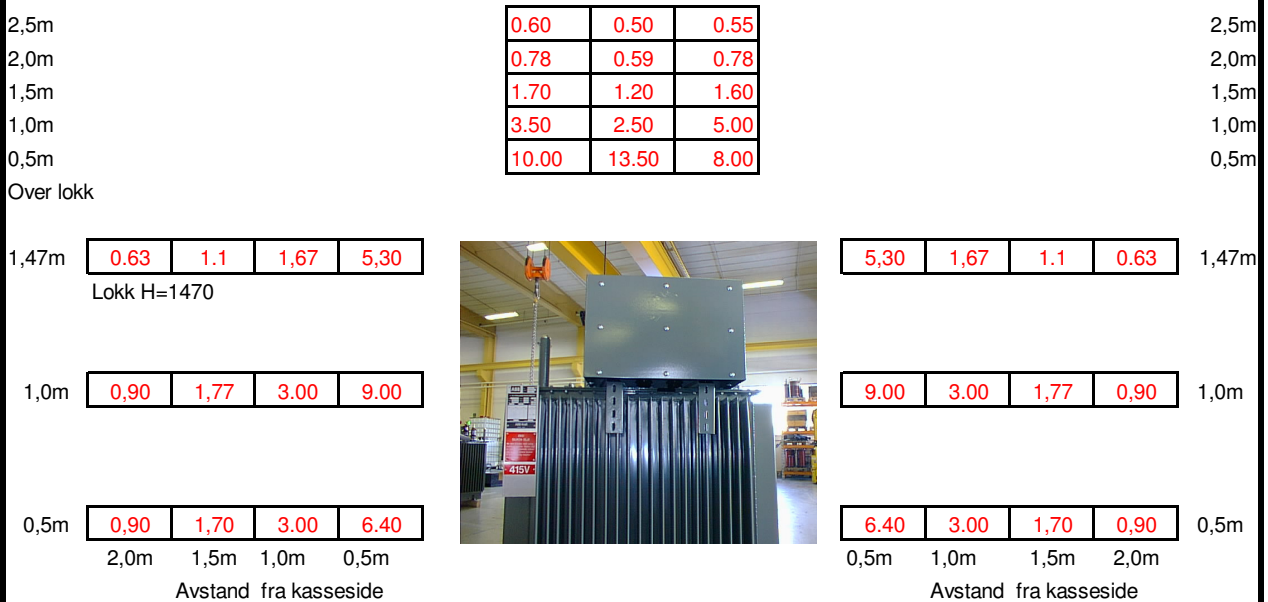 2,5m 0.60 0.50 0.55 2,5m
2,0m 0.78 0.59 0.78 2,0m
1,5m 1.70 1.20 1.60 1,5m
1,0m 3.50 2.50 5.00 1,0m
0,5m 10.00 13.50 8.00 0,5m
Over lokk
1,47m 0.63 1.1 1,67 5,30 5,30 1,67 1.1 0.63 1,47m
Lokk H=1470
1,0m 0,90 1,77 3.00 9.00 9.00 3.00 1,77 0,90 1,0m
415V
0,5m 0,90 1,70 3.00 6.40 6.40 3.00 1,70 0,90 0,5m
2,0m 1,5m 1,0m 0,5m 0,5m 1,0m 1,5m 2,0m
Avstand fra kasseside Avstand fra kasseside